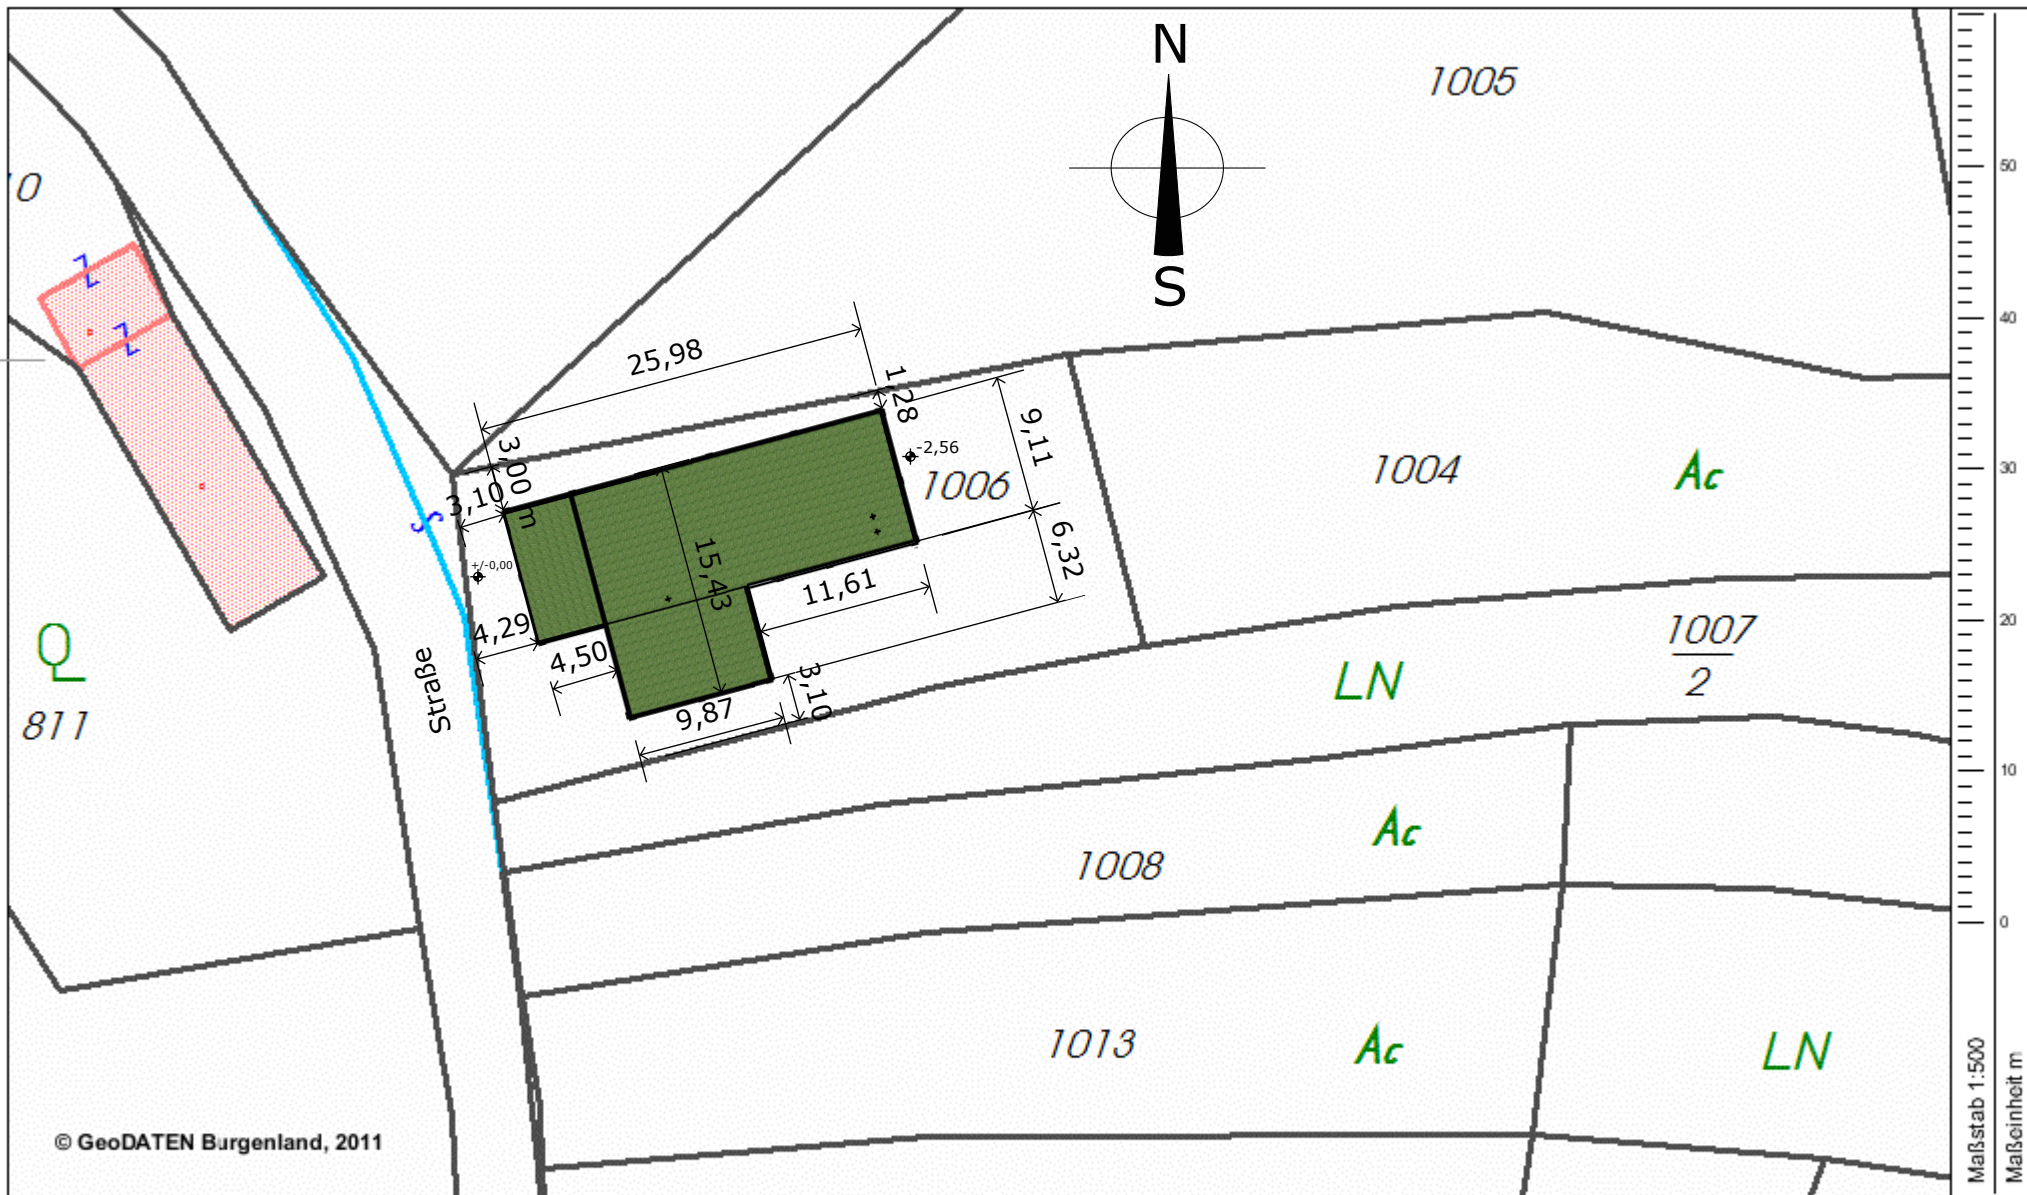 N
S
1005
10
Z
Z
25,98
1,28
3,00 m
3,10
9,11
-2,56
1006
1004
Ac
S
+/-0,00
15,43
6,32
11,61
4,29
4,50
3,10
9,87
Straße
Q
811
LN
1007
2
Ac
1008
1013
Ac
LN
50
40
30
20
10
0
Maßstab 1:500
Maßeinheit m
© GeoDATEN Burgenland, 2011